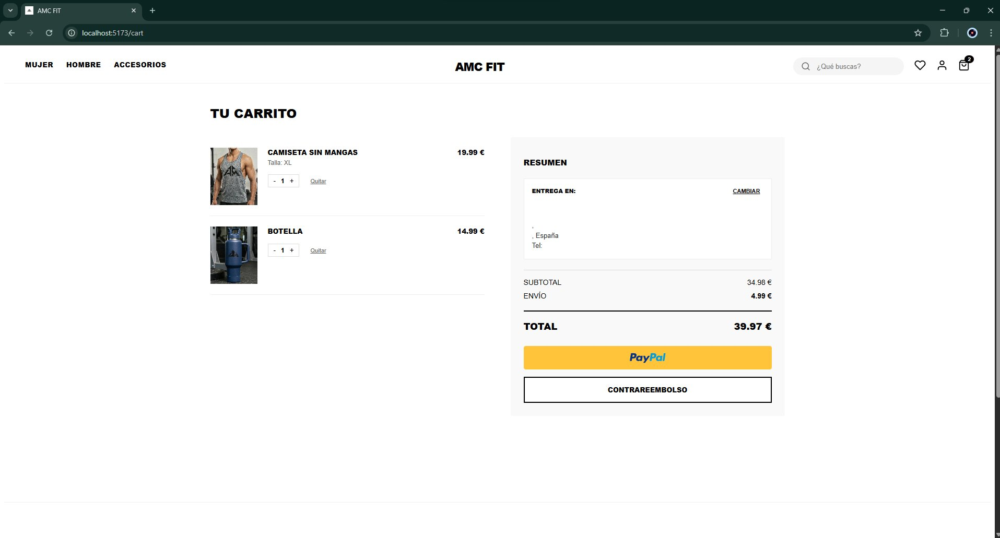 AMC FIT
localhost:5173/cart
MUJER HOMBRE ACCESORIOS
AMC FIT
¿Qué buscas?
2
TU CARRITO
CAMISETA SIN MANGAS 19.99 €
Talla: XL
- 1 + Quitar
BOTELLA 14.99 €
- 1 + Quitar
RESUMEN
ENTREGA EN: CAMBIAR
,
, España
Tel:
SUBTOTAL 34.98 €
ENVÍO 4.99 €
TOTAL 39.97 €
PayPal
CONTRAREEMBOLSO